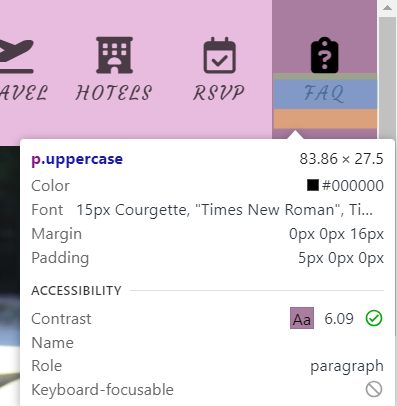 AVEL HOTELS RSVP FAQ
p.uppercase 83.86 × 27.5
Color #000000
Font 15px Courgette, "Times New Roman", Ti...
Margin 0px 0px 16px
Padding 5px 0px 0px
ACCESSIBILITY
Contrast Aa 6.09
Name
Role paragraph
Keyboard-focusable